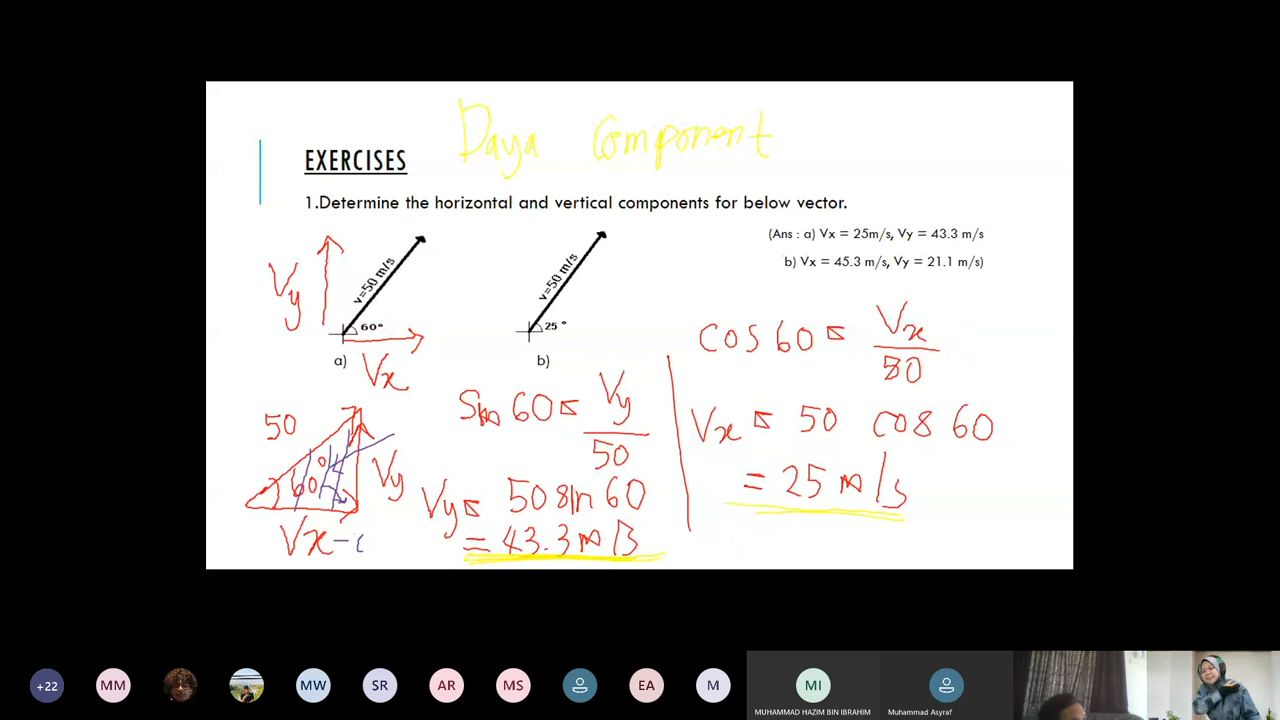 Daya Component
EXERCISES
1.Determine the horizontal and vertical components for below vector.
(Ans : a) Vx = 25m/s, Vy = 43.3 m/s
b) Vx = 45.3 m/s, Vy = 21.1 m/s)
Vy
v=50 m/s
60°
a)
Vx
v=50 m/s
25 °
b)
50
60°
Vy
Vx
Sin 60 = Vy
50
Vy = 50 sin 60
= 43.3 m/s
cos 60 = Vx
50
Vx = 50 cos 60
= 25 m/s
+22
MM
MW
SR
AR
MS
EA
M
MI
MUHAMMAD HAZIM BIN IBRAHIM
Muhammad Asyraf